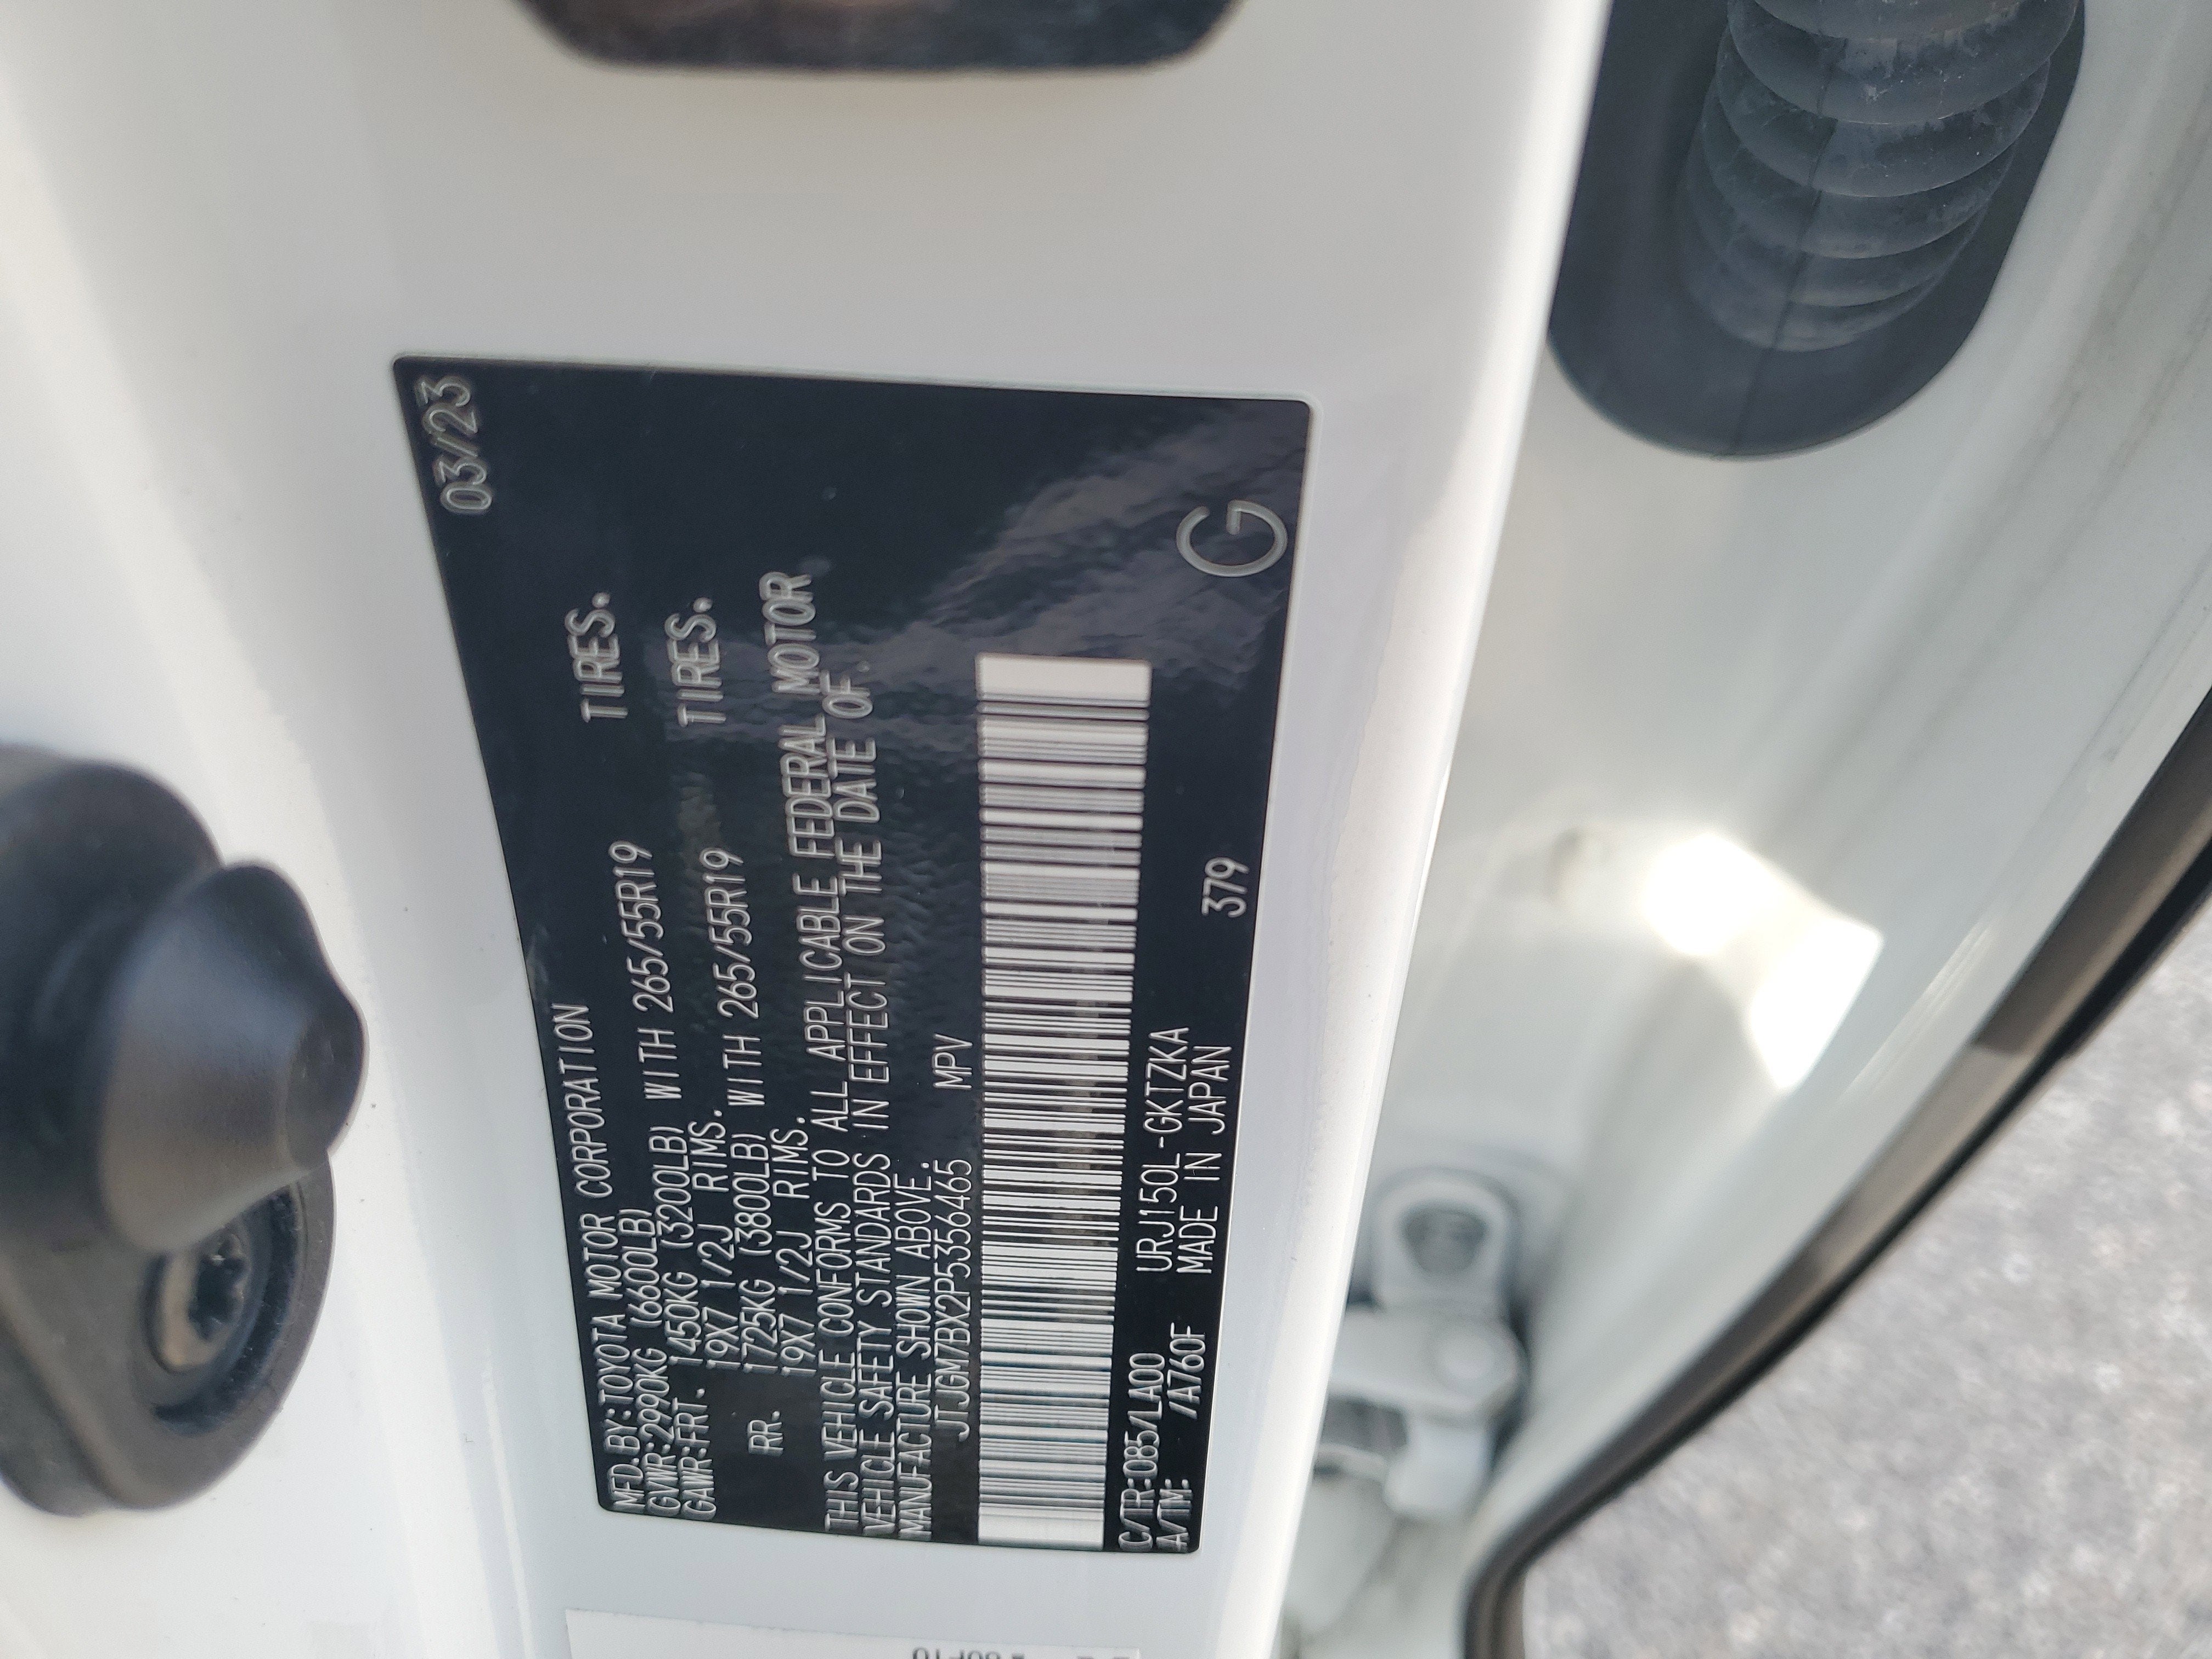 03/23
MFD.BY:TOYOTA MOTOR CORPORATION
GVWR:2990KG (6600LB)
GAWR:FRT. 1450KG (3200LB) WITH 265/55R19 TIRES.
19X7 1/2J RIMS.
RR. 1725KG (3800LB) WITH 265/55R19 TIRES.
19X7 1/2J RIMS.
THIS VEHICLE CONFORMS TO ALL APPLICABLE FEDERAL MOTOR
VEHICLE SAFETY STANDARDS IN EFFECT ON THE DATE OF
MANUFACTURE SHOWN ABOVE.
JTJGM7BX2P5356465 MPV
C/TR:085/LA00 URJ150L-GKTZKA
A/TM: /A760F MADE IN JAPAN 379 G